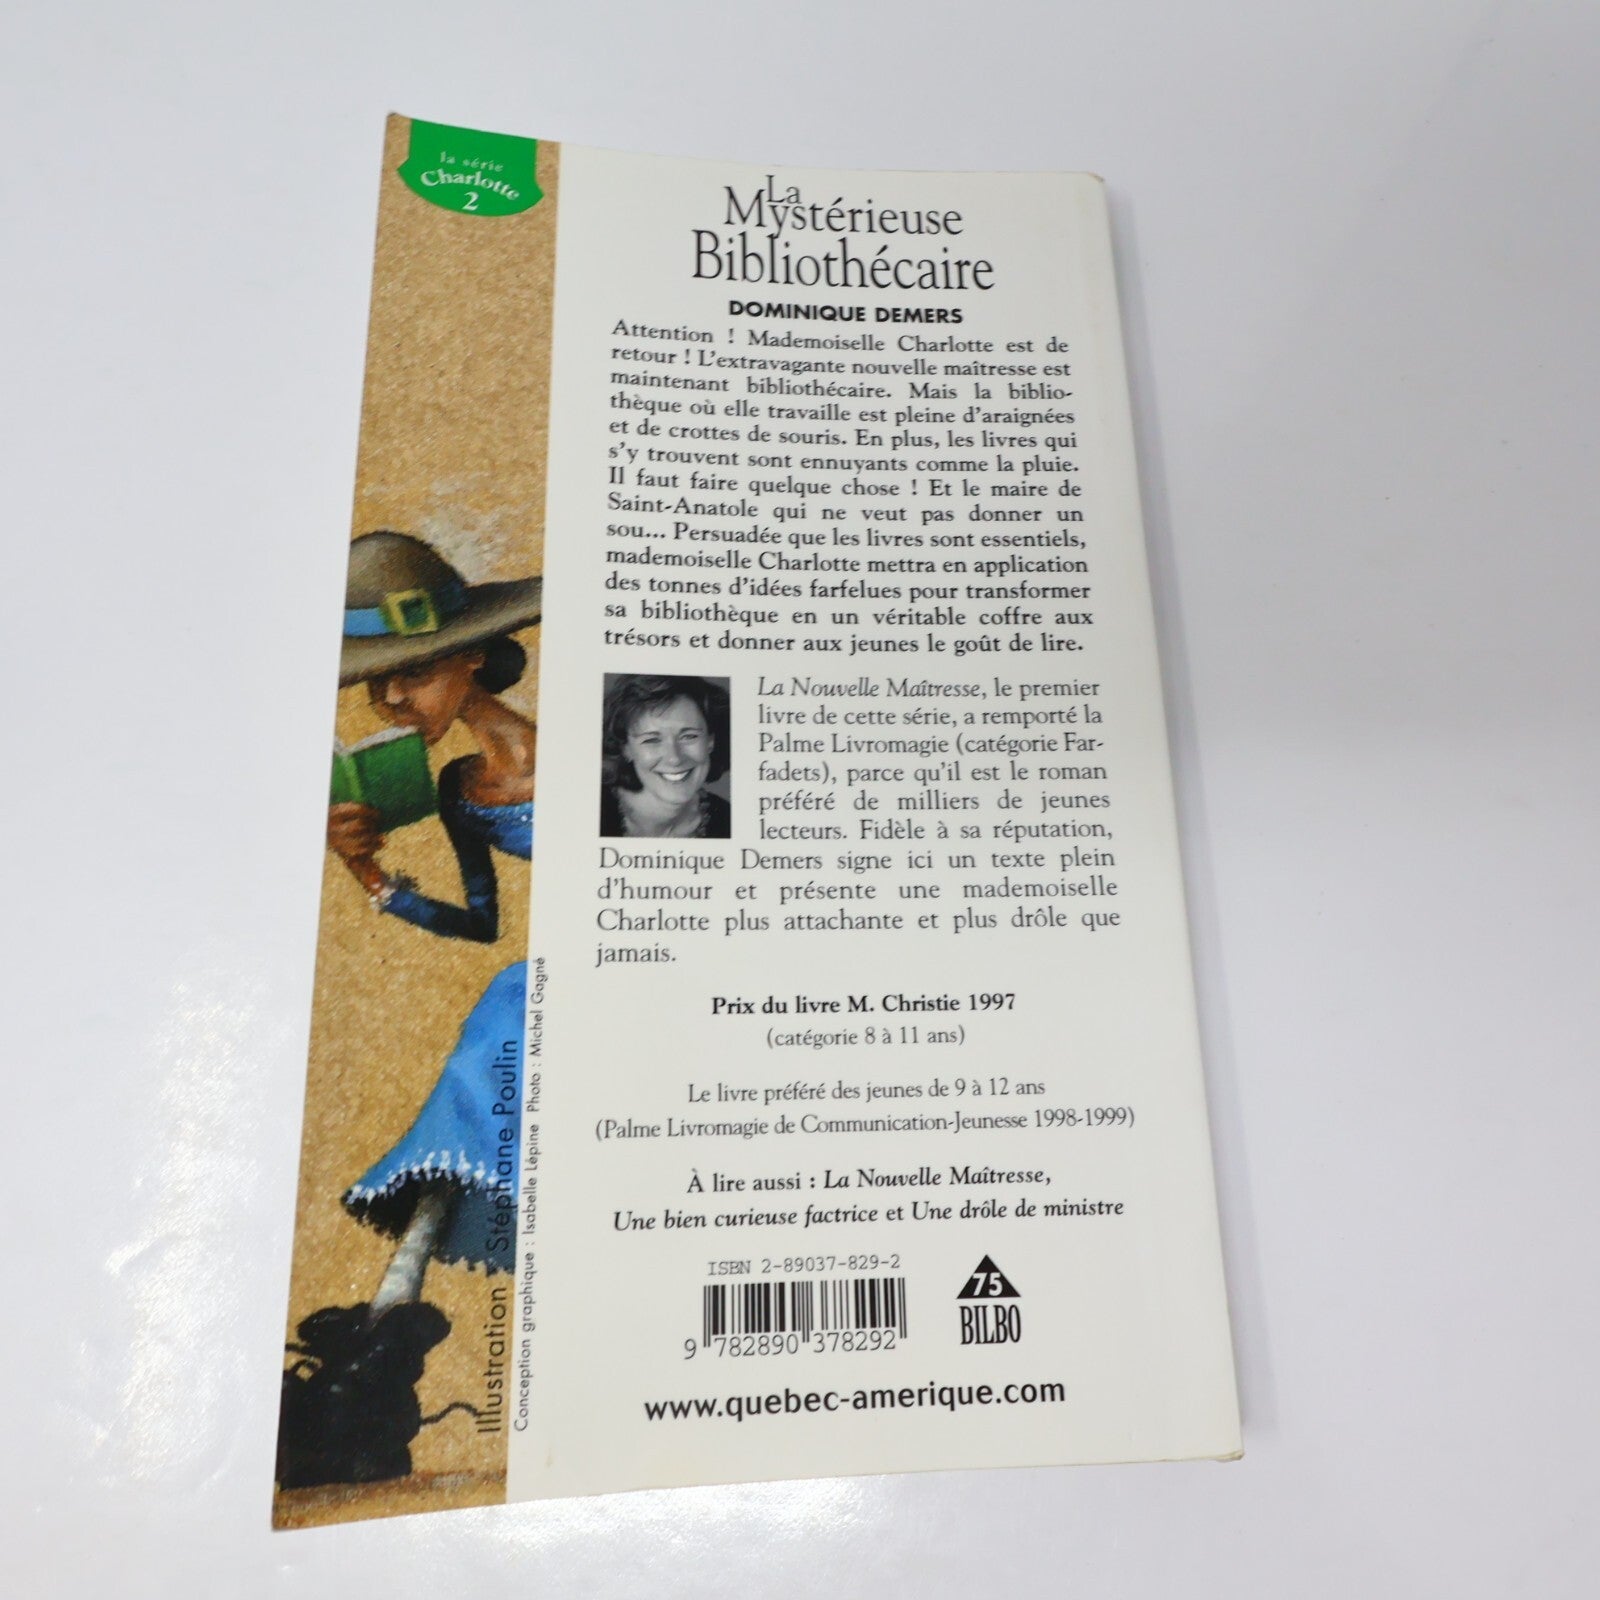 la série
Charlotte
2
La
Mystérieuse
Bibliothécaire
DOMINIQUE DEMERS
Attention ! Mademoiselle Charlotte est de
retour ! L'extravagante nouvelle maîtresse est
maintenant bibliothécaire. Mais la biblio-
thèque où elle travaille est pleine d'araignées
et de crottes de souris. En plus, les livres qui
s'y trouvent sont ennuyants comme la pluie.
Il faut faire quelque chose ! Et le maire de
Saint-Anatole qui ne veut pas donner un
sou... Persuadée que les livres sont essentiels,
mademoiselle Charlotte mettra en application
des tonnes d'idées farfelues pour transformer
sa bibliothèque en un véritable coffre aux
trésors et donner aux jeunes le goût de lire.
La Nouvelle Maîtresse, le premier
livre de cette série, a remporté la
Palme Livromagie (catégorie Far-
fadets), parce qu'il est le roman
préféré de milliers de jeunes
lecteurs. Fidèle à sa réputation,
Dominique Demers signe ici un texte plein
d'humour et présente une mademoiselle
Charlotte plus attachante et plus drôle que
jamais.
Prix du livre M. Christie 1997
(catégorie 8 à 11 ans)
Le livre préféré des jeunes de 9 à 12 ans
(Palme Livromagie de Communication-Jeunesse 1998-1999)
À lire aussi : La Nouvelle Maîtresse,
Une bien curieuse factrice et Une drôle de ministre
ISBN 2-89037-829-2
9 782890 378292
75
BILBO
www.quebec-amerique.com
Illustration : Stéphane Poulin
Conception graphique : Isabelle Lépine Photo : Michel Gagné